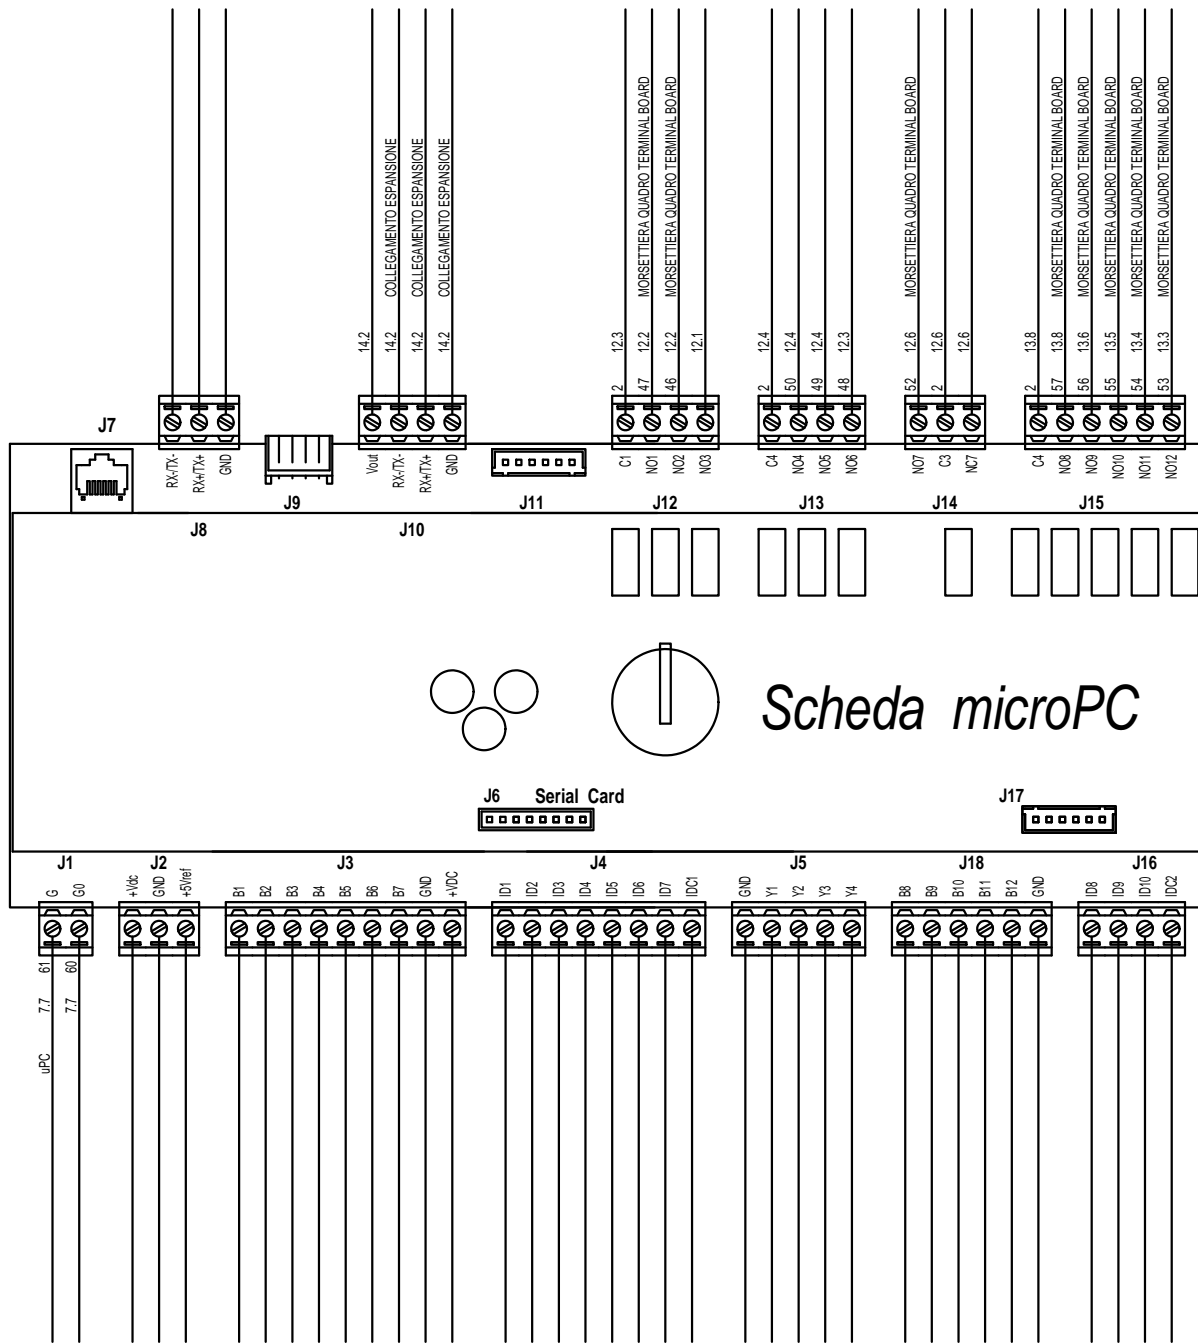 COLLEGAMENTO ESPANSIONE
COLLEGAMENTO ESPANSIONE
COLLEGAMENTO ESPANSIONE
MORSETTIERA QUADRO TERMINAL BOARD
MORSETTIERA QUADRO TERMINAL BOARD
MORSETTIERA QUADRO TERMINAL BOARD
MORSETTIERA QUADRO TERMINAL BOARD
MORSETTIERA QUADRO TERMINAL BOARD
MORSETTIERA QUADRO TERMINAL BOARD
MORSETTIERA QUADRO TERMINAL BOARD
MORSETTIERA QUADRO TERMINAL BOARD
14.2 14.2 14.2 14.2
12.3 12.2 12.2 12.1
12.4 12.4 12.4 12.3
12.6 12.6 12.6
13.8 13.8 13.6 13.5 13.4 13.3
2 47 46
2 50 49 48
52 2
2 57 56 55 54 53
J7
RX-/TX- RX+/TX+ GND
Vout RX-/TX- RX+/TX+ GND
C1 NO1 NO2 NO3
C4 NO4 NO5 NO6
NO7 C3 NC7
C4 NO8 NO9 NO10 NO11 NO12
J9 J11 J12 J13 J14 J15
J8 J10
Scheda microPC
J6 Serial Card
J17
J1 J2 J3 J4 J5 J18 J16
G G0
+Vdc GND +5Vref
B1 B2 B3 B4 B5 B6 B7 GND +VDC
ID1 ID2 ID3 ID4 ID5 ID6 ID7 IDC1
GND Y1 Y2 Y3 Y4
B8 B9 B10 B11 B12 GND
ID8 ID9 ID10 IDC2
61 60
7.7 7.7
uPC